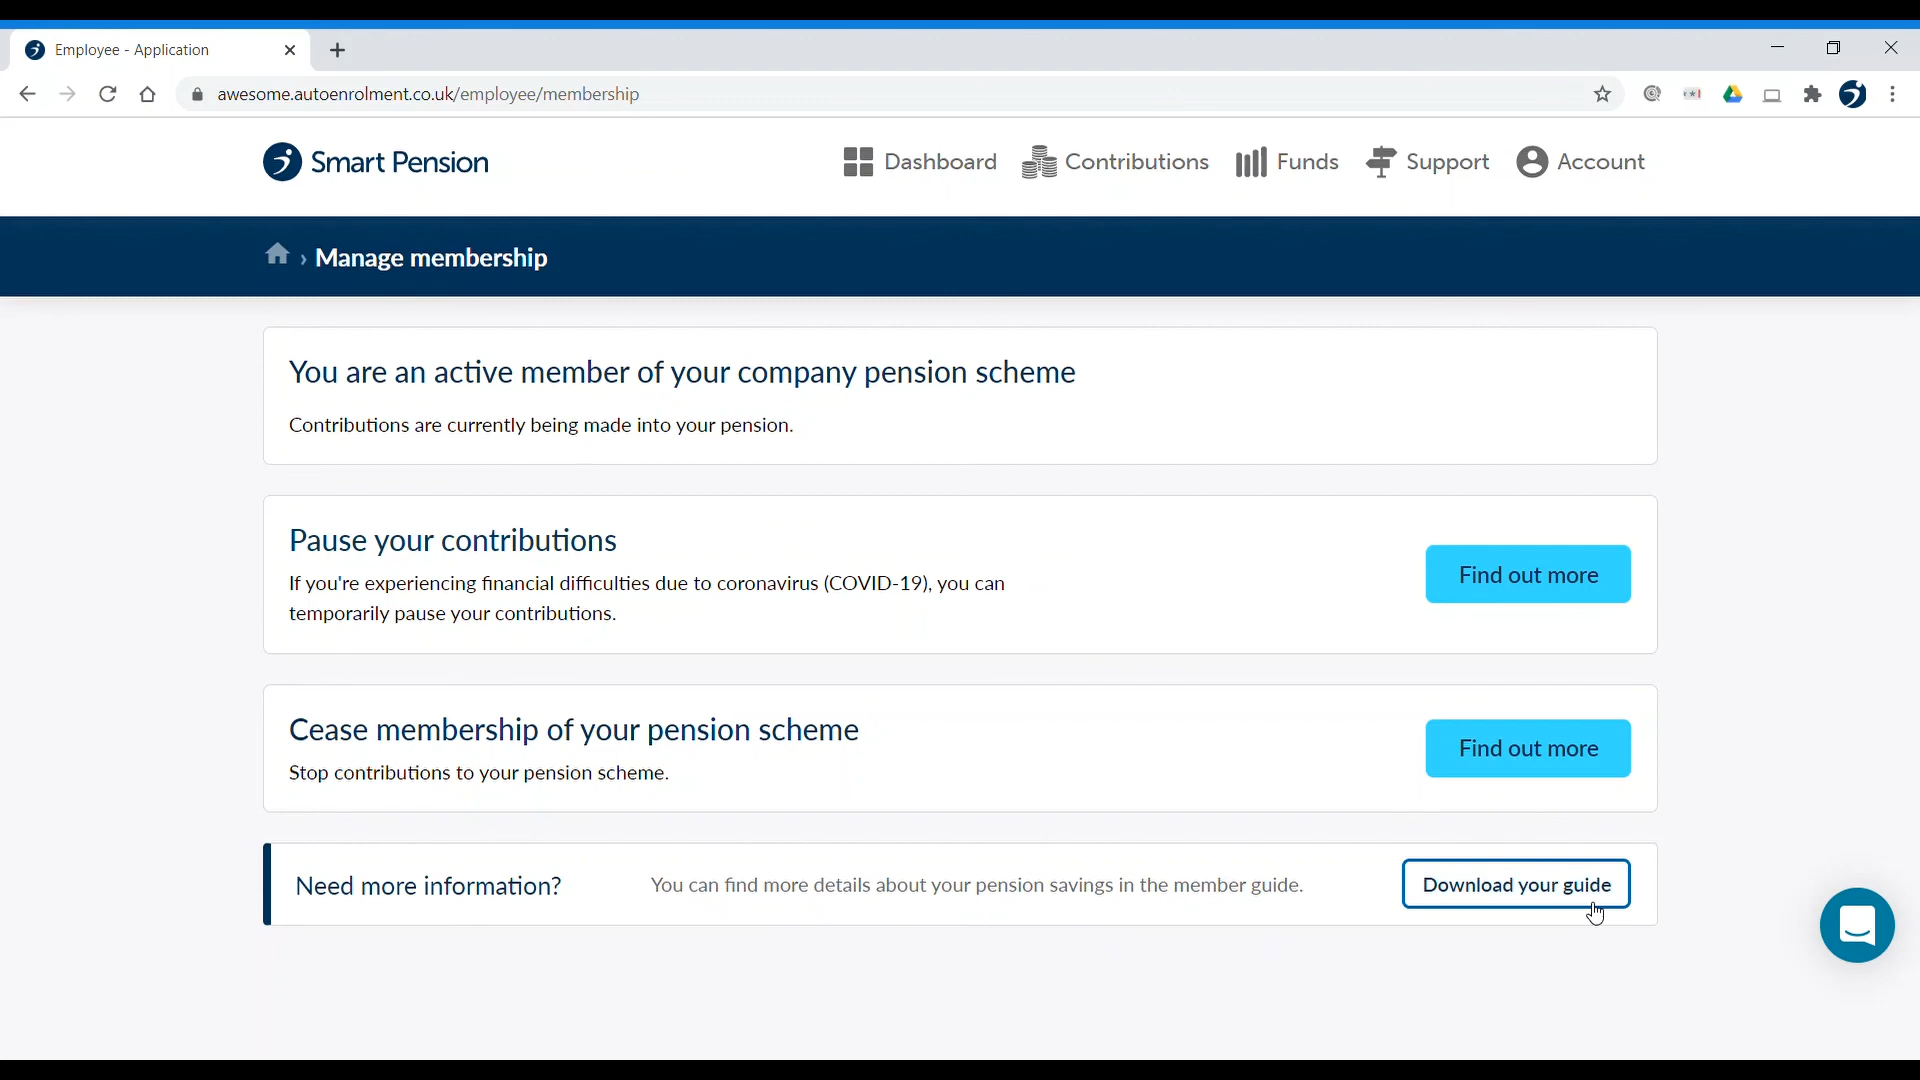 Employee - Application
awesome.autoenrolment.co.uk/employee/membership
Smart Pension
Dashboard
Contributions
Funds
Support
Account
› Manage membership
You are an active member of your company pension scheme
Contributions are currently being made into your pension.
Pause your contributions
If you're experiencing financial difficulties due to coronavirus (COVID-19), you can
temporarily pause your contributions.
Find out more
Cease membership of your pension scheme
Stop contributions to your pension scheme.
Find out more
Need more information?
You can find more details about your pension savings in the member guide.
Download your guide